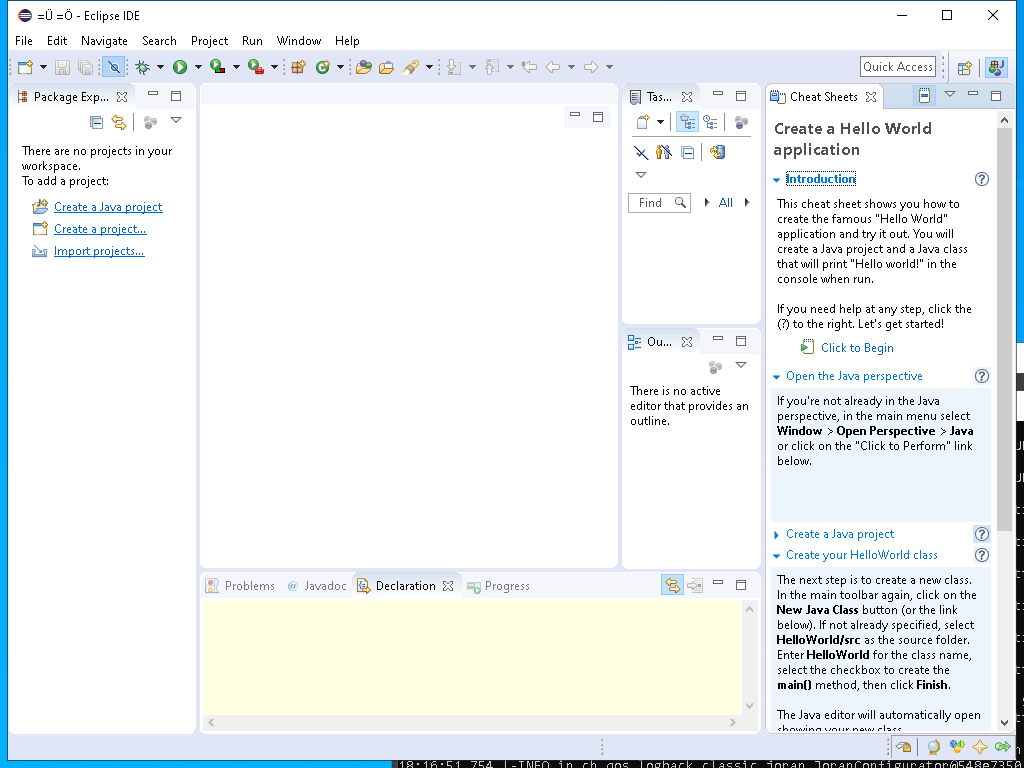 =Ü =Ö - Eclipse IDE
File Edit Navigate Search Project Run Window Help
Quick Access
Package Exp...
There are no projects in your
workspace.
To add a project:
Create a Java project
Create a project...
Import projects...
Tas...
Find
All
Ou...
There is no active
editor that provides an
outline.
Problems
@ Javadoc
Declaration
Progress
Cheat Sheets
Create a Hello World
application
Introduction
This cheat sheet shows you how to
create the famous "Hello World"
application and try it out. You will
create a Java project and a Java class
that will print "Hello world!" in the
console when run.
If you need help at any step, click the
(?) to the right. Let's get started!
Click to Begin
Open the Java perspective
If you're not already in the Java
perspective, in the main menu select
Window > Open Perspective > Java
or click on the "Click to Perform" link
below.
Create a Java project
Create your HelloWorld class
The next step is to create a new class.
In the main toolbar again, click on the
New Java Class button (or the link
below). If not already specified, select
HelloWorld/src as the source folder.
Enter HelloWorld for the class name,
select the checkbox to create the
main() method, then click Finish.
The Java editor will automatically open
showing your new class.
18:16:51,754 |-INFO in ch.qos.logback.classic.joran.JoranConfigurator@548e7350